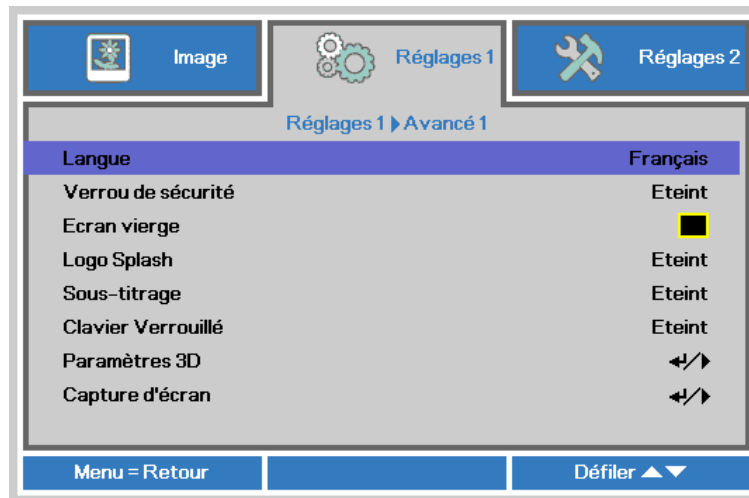 Image Réglages 1 Réglages 2
Réglages 1 ▶ Avancé 1
Langue Français
Verrou de sécurité Eteint
Ecran vierge
Logo Splash Eteint
Sous-titrage Eteint
Clavier Verrouillé Eteint
Paramètres 3D ↵/▶
Capture d'écran ↵/▶
Menu = Retour Défiler ▲▼